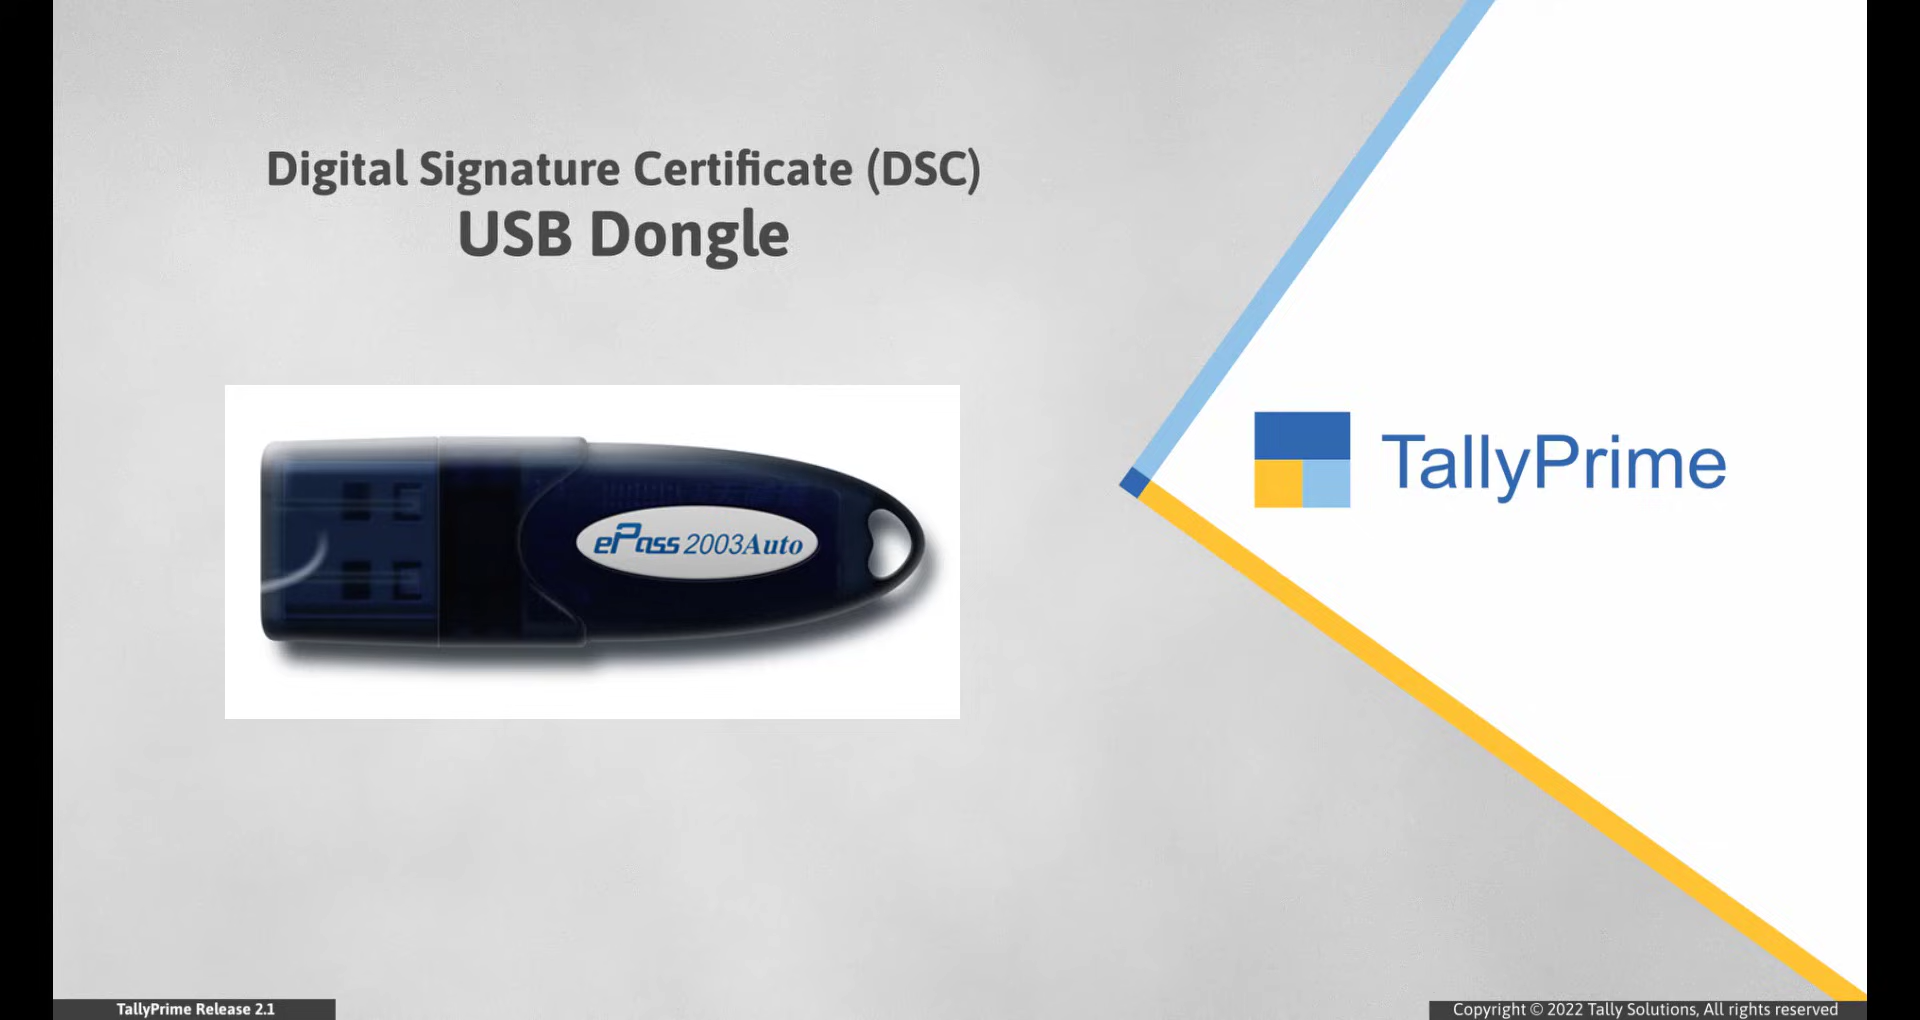 Digital Signature Certificate (DSC)
USB Dongle
ePass 2003Auto
TallyPrime
TallyPrime Release 2.1
Copyright © 2022 Tally Solutions, All rights reserved